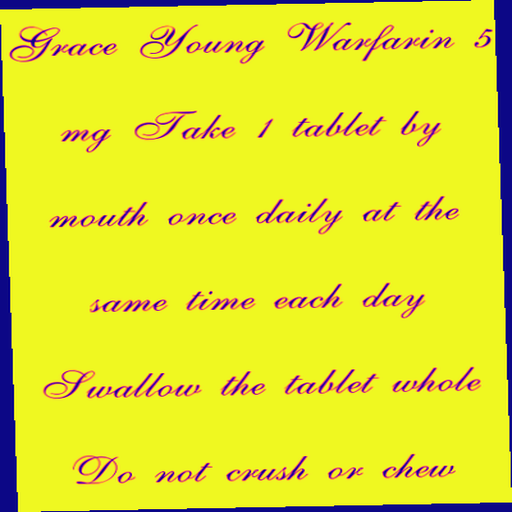 Grace Young Warfarin 5
mg Take 1 tablet by
mouth once daily at the
same time each day
Swallow the tablet whole
Do not crush or chew